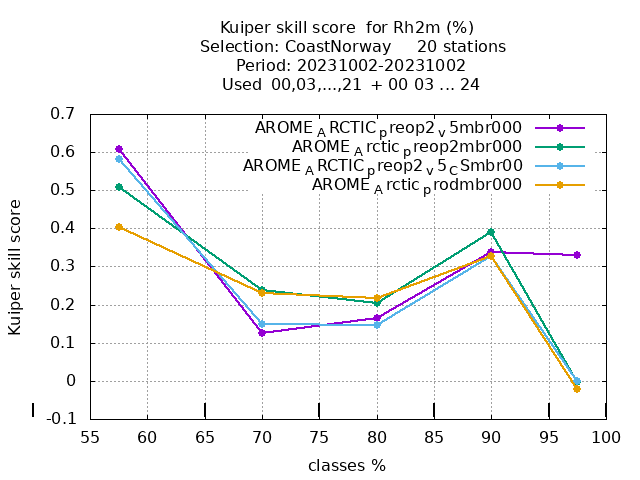 Kuiper skill score  for Rh2m (%)
Selection: CoastNorway     20 stations
Period: 20231002-20231002
Used  00,03,...,21  + 00 03 ... 24
0.7
0.6
0.5
0.4
0.3
0.2
0.1
0
-0.1
Kuiper skill score
AROME_ARCTIC_preop2_v5mbr000
AROME_Arctic_preop2mbr000
AROME_ARCTIC_preop2_v5_CSmbr00
AROME_Arctic_prodmbr000
55 60 65 70 75 80 85 90 95 100
classes %